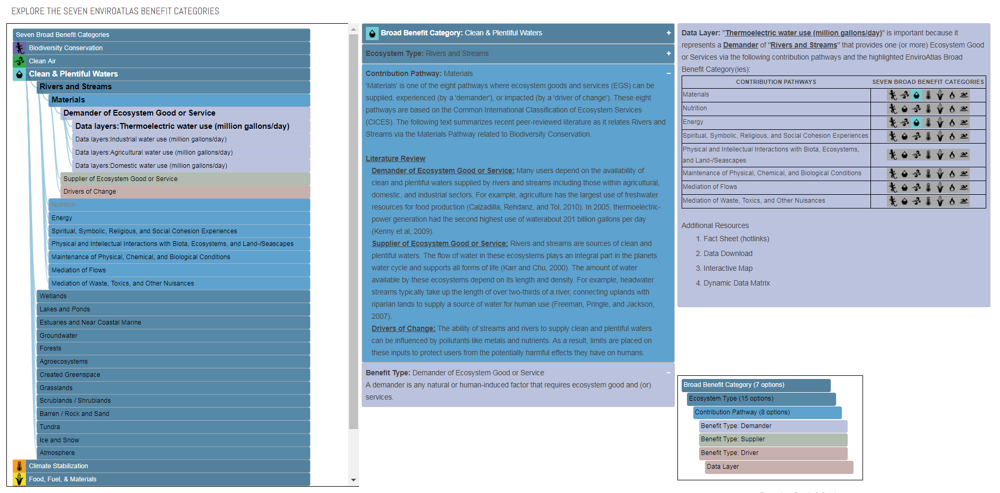 EXPLORE THE SEVEN ENVIROATLAS BENEFIT CATEGORIES
Seven Broad Benefit Categories
Biodiversity Conservation
Clean Air
Clean & Plentiful Waters
Rivers and Streams
Materials
Demander of Ecosystem Good or Service
Data layers:Thermoelectric water use (million gallons/day)
Data layers:Industrial water use (million gallons/day)
Data layers:Agricultural water use (million gallons/day)
Data layers:Domestic water use (million gallons/day)
Supplier of Ecosystem Good or Service
Drivers of Change
Nutrition
Energy
Spiritual, Symbolic, Religious, and Social Cohesion Experiences
Physical and Intellectual Interactions with Biota, Ecosystems, and Land-/Seascapes
Maintenance of Physical, Chemical, and Biological Conditions
Mediation of Flows
Mediation of Waste, Toxics, and Other Nuisances
Wetlands
Lakes and Ponds
Estuaries and Near Coastal Marine
Groundwater
Forests
Agroecosystems
Created Greenspace
Grasslands
Scrublands / Shrublands
Barren / Rock and Sand
Tundra
Ice and Snow
Atmosphere
Climate Stabilization
Food, Fuel, & Materials
Broad Benefit Category: Clean & Plentiful Waters +
Ecosystem Type: Rivers and Streams +
Contribution Pathway: Materials −
'Materials' is one of the eight pathways where ecosystem goods and services (EGS) can be
supplied, experienced (by a 'demander'), or impacted (by a 'driver of change'). These eight
pathways are based on the Common International Classification of Ecosystem Services
(CICES). The following text summarizes recent peer-reviewed literature as it relates Rivers and
Streams via the Materials Pathway related to Biodiversity Conservation.
Literature Review
Demander of Ecosystem Good or Service: Many users depend on the availability of
clean and plentiful waters supplied by rivers and streams including those within agricultural,
domestic, and industrial sectors. For example, agriculture has the largest use of freshwater
resources for food production (Calzadilla, Rehdanz, and Tol, 2010). In 2005, thermoelectric-
power generation had the second highest use of waterabout 201 billion gallons per day
(Kenny et al, 2009).
Supplier of Ecosystem Good or Service: Rivers and streams are sources of clean and
plentiful waters. The flow of water in these ecosystems plays an integral part in the planets
water cycle and supports all forms of life (Karr and Chu, 2000). The amount of water
available by these ecosystems depend on its length and density. For example, headwater
streams typically take up the length of over two-thirds of a river, connecting uplands with
riparian lands to supply a source of water for human use (Freeman, Pringle, and Jackson,
2007).
Drivers of Change: The ability of streams and rivers to supply clean and plentiful waters
can be influenced by pollutants like metals and nutrients. As a result, limits are placed on
these inputs to protect users from the potentially harmful effects they have on humans.
Benefit Type: Demander of Ecosystem Good or Service −
A demander is any natural or human-induced factor that requires ecosystem good and (or)
services.
Data Layer: "Thermoelectric water use (million gallons/day)" is important because it
represents a Demander of "Rivers and Streams" that provides one (or more) Ecosystem Good
or Services via the following contribution pathways and the highlighted EnviroAtlas Broad
Benefit Category(ies):
CONTRIBUTION PATHWAYS SEVEN BROAD BENEFIT CATEGORIES
Materials
Nutrition
Energy
Spiritual, Symbolic, Religious, and Social Cohesion Experiences
Physical and Intellectual Interactions with Biota, Ecosystems,
and Land-/Seascapes
Maintenance of Physical, Chemical, and Biological Conditions
Mediation of Flows
Mediation of Waste, Toxics, and Other Nuisances
Additional Resources
1. Fact Sheet (hotlinks)
2. Data Download
3. Interactive Map
4. Dynamic Data Matrix
Broad Benefit Category (7 options)
Ecosystem Type (15 options)
Contribution Pathway (8 options)
Benefit Type: Demander
Benefit Type: Supplier
Benefit Type: Driver
Data Layer